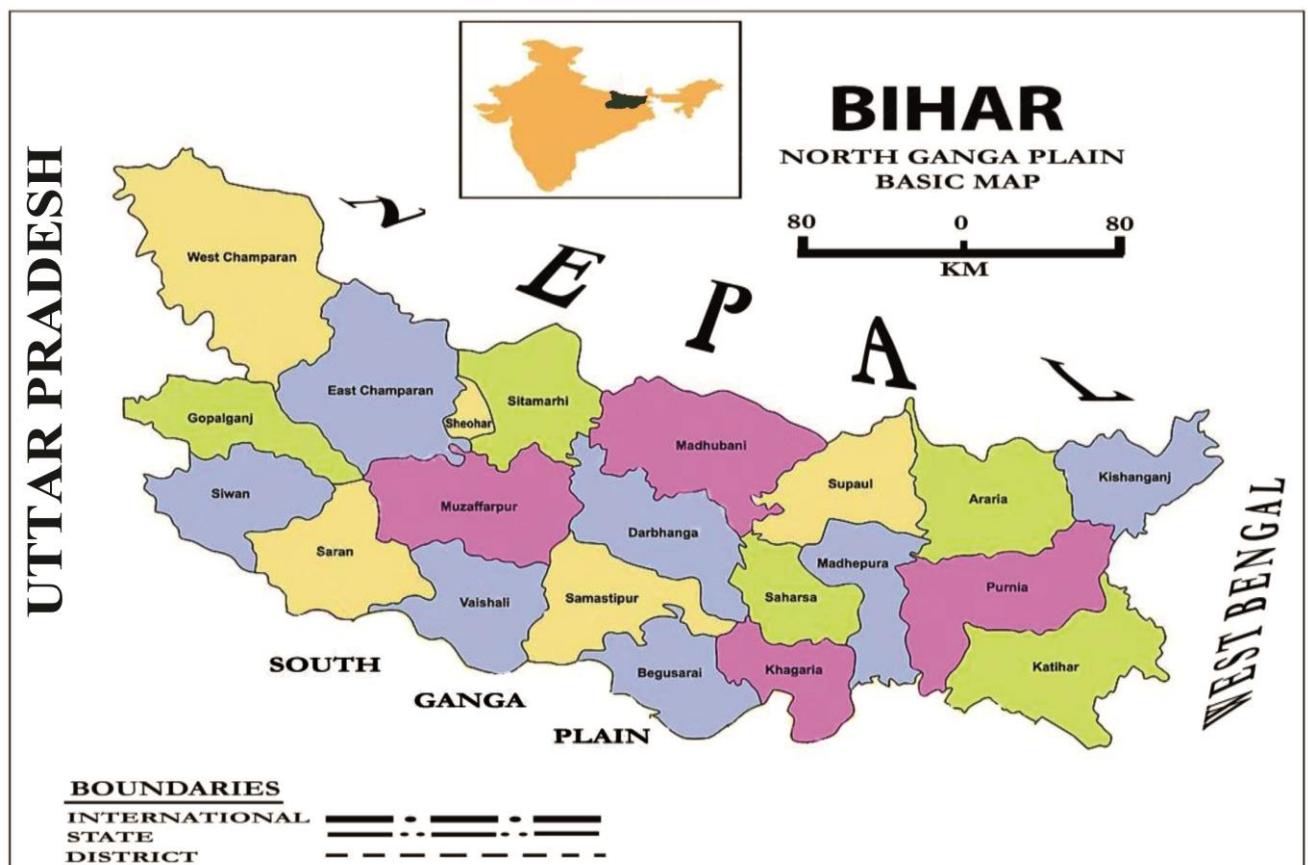 BIHAR
NORTH GANGA PLAIN
BASIC MAP
80 0 80
KM
UTTAR PRADESH
NEPAL
WEST BENGAL
West Champaran
East Champaran
Gopalganj
Sheohar
Sitamarhi
Madhubani
Siwan
Muzaffarpur
Supaul
Araria
Kishanganj
Saran
Darbhanga
Madhepura
Vaishali
Samastipur
Saharsa
Purnia
Begusarai
Khagaria
Katihar
SOUTH
GANGA
PLAIN
BOUNDARIES
INTERNATIONAL
STATE
DISTRICT